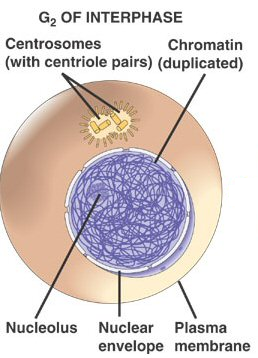 G₂ OF INTERPHASE
Centrosomes
(with centriole pairs)
Chromatin
(duplicated)
Nucleolus
Nuclear
envelope
Plasma
membrane